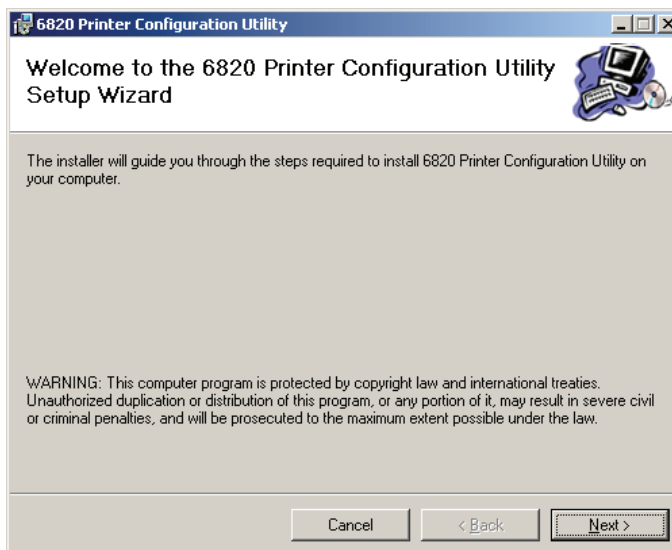 6820 Printer Configuration Utility
Welcome to the 6820 Printer Configuration Utility
Setup Wizard
The installer will guide you through the steps required to install 6820 Printer Configuration Utility on
your computer.
WARNING: This computer program is protected by copyright law and international treaties.
Unauthorized duplication or distribution of this program, or any portion of it, may result in severe civil
or criminal penalties, and will be prosecuted to the maximum extent possible under the law.
Cancel < Back Next >